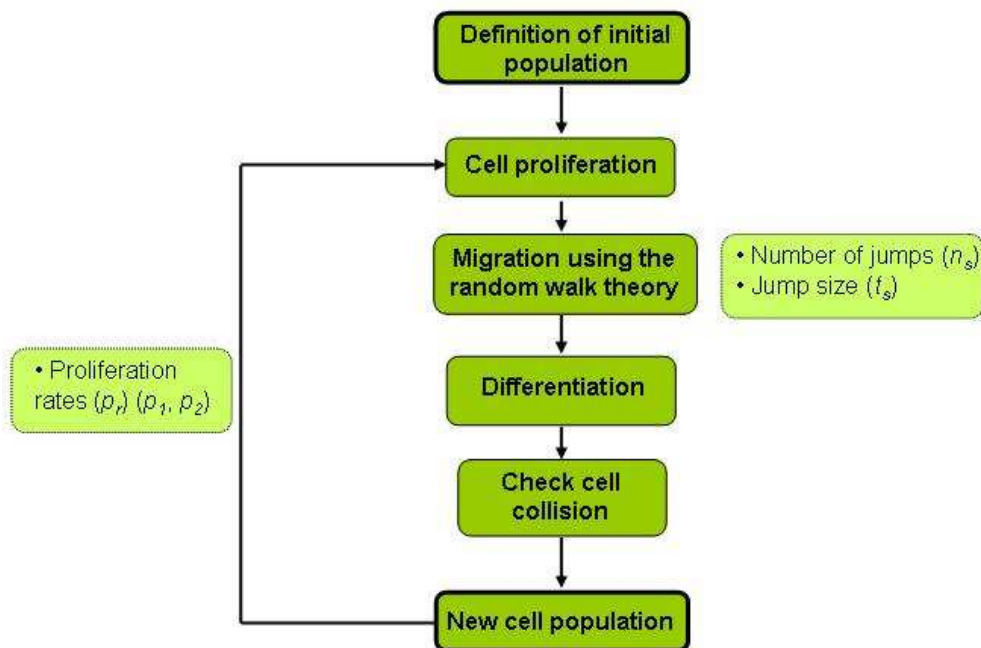 Definition of initial
population
Cell proliferation
Migration using the
random walk theory
• Number of jumps (nₛ)
• Jump size (tₛ)
• Proliferation
rates (pᵣ) (p₁, p₂)
Differentiation
Check cell
collision
New cell population